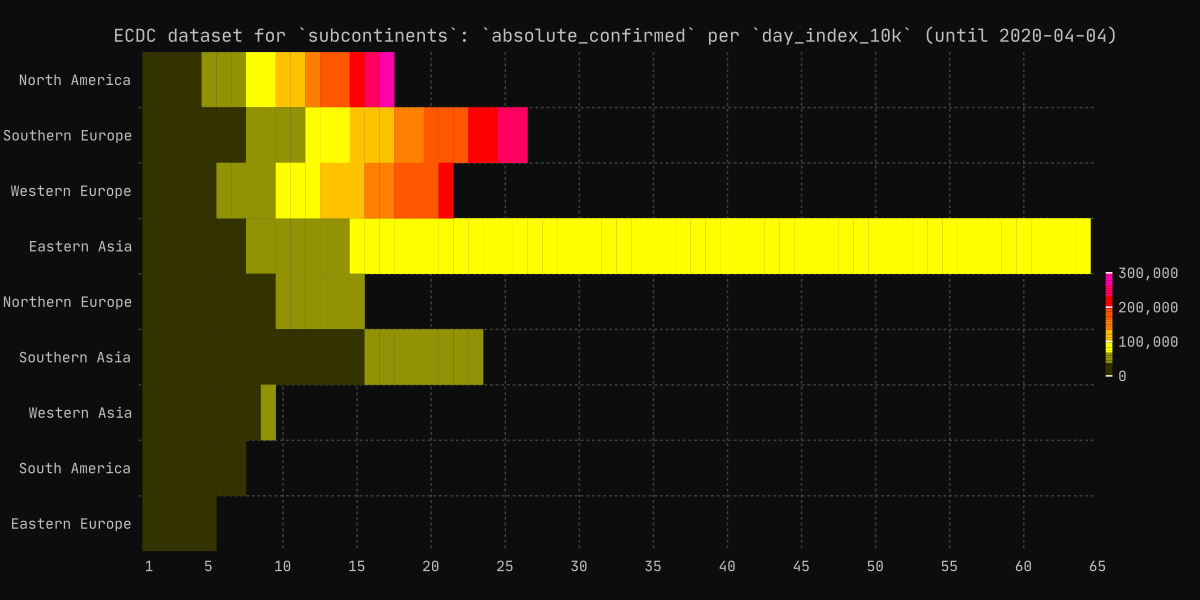 ECDC dataset for `subcontinents`: `absolute_confirmed` per `day_index_10k` (until 2020-04-04)
North America
Southern Europe
Western Europe
Eastern Asia
Northern Europe
Southern Asia
Western Asia
South America
Eastern Europe
1 5 10 15 20 25 30 35 40 45 50 55 60 65
300,000
200,000
100,000
0